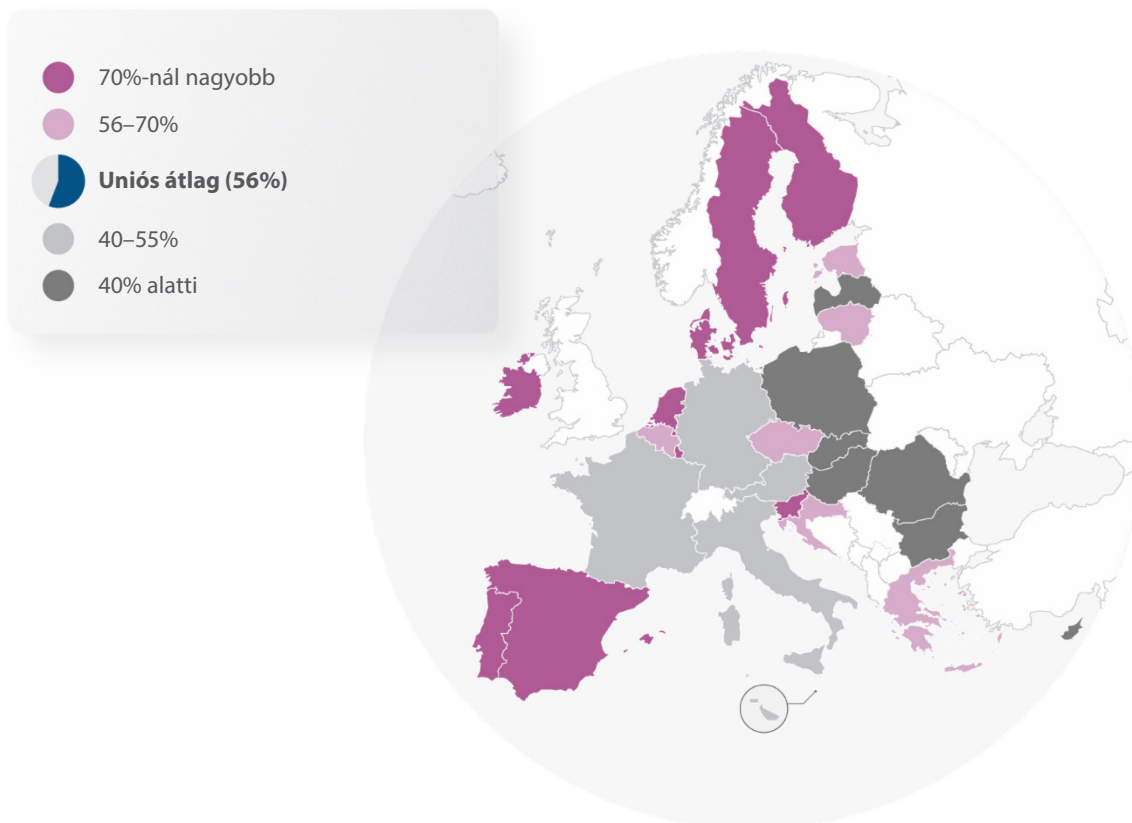 70%-nál nagyobb
56–70%
Uniós átlag (56%)
40–55%
40% alatti